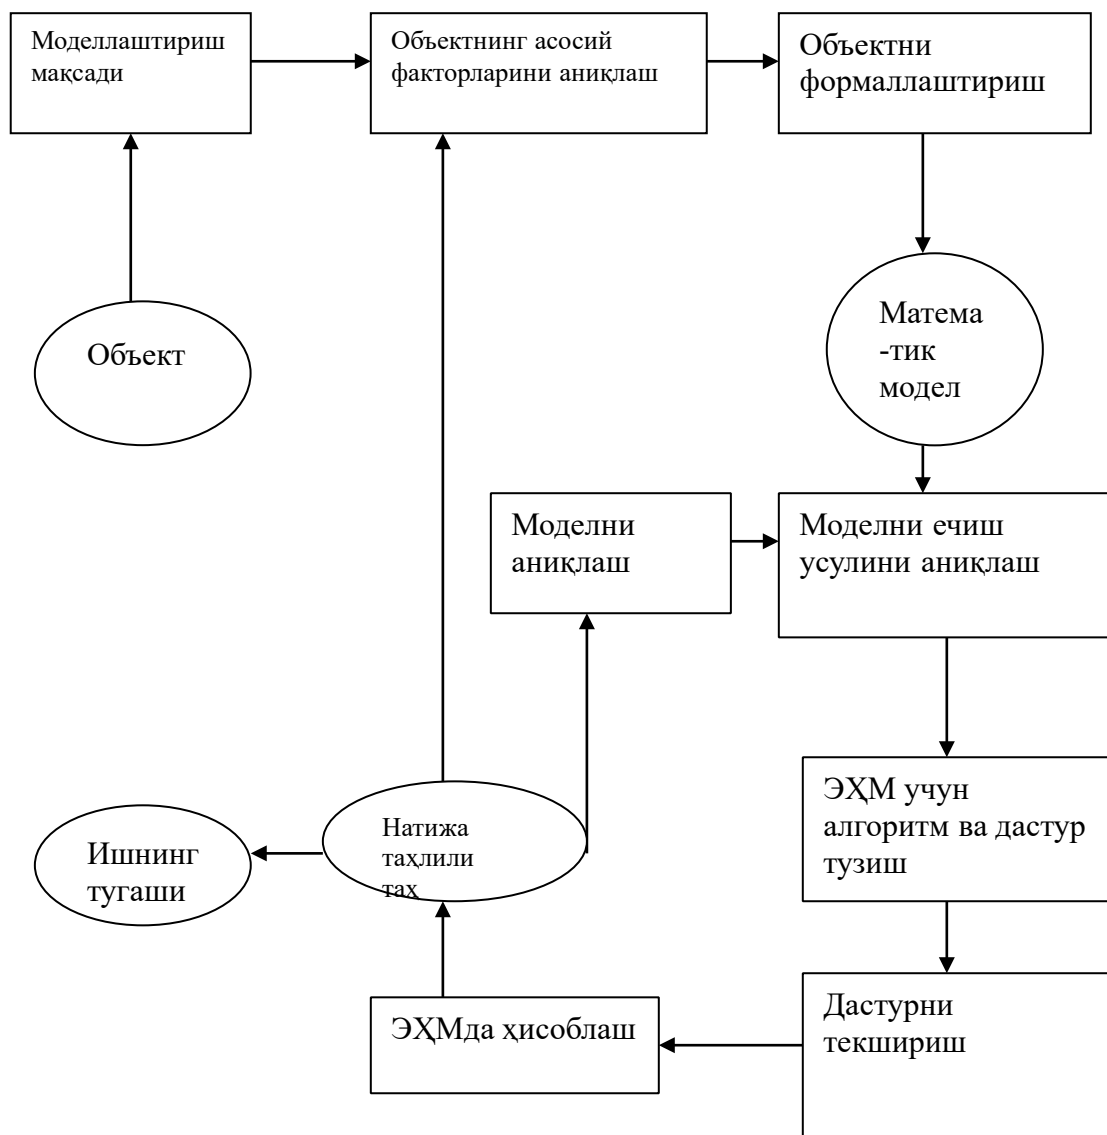 Моделлаштириш
мақсади
Объектнинг асосий
факторларини аниқлаш
Объектни
формаллаштириш
Объект
Матема
-тик
модел
Моделни
аниқлаш
Моделни ечиш
усулини аниқлаш
ЭҲМ учун
алгоритм ва дастур
тузиш
Ишнинг
тугаши
Натижа
таҳлили
таҳ
ЭҲМда ҳисоблаш
Дастурни
текшириш